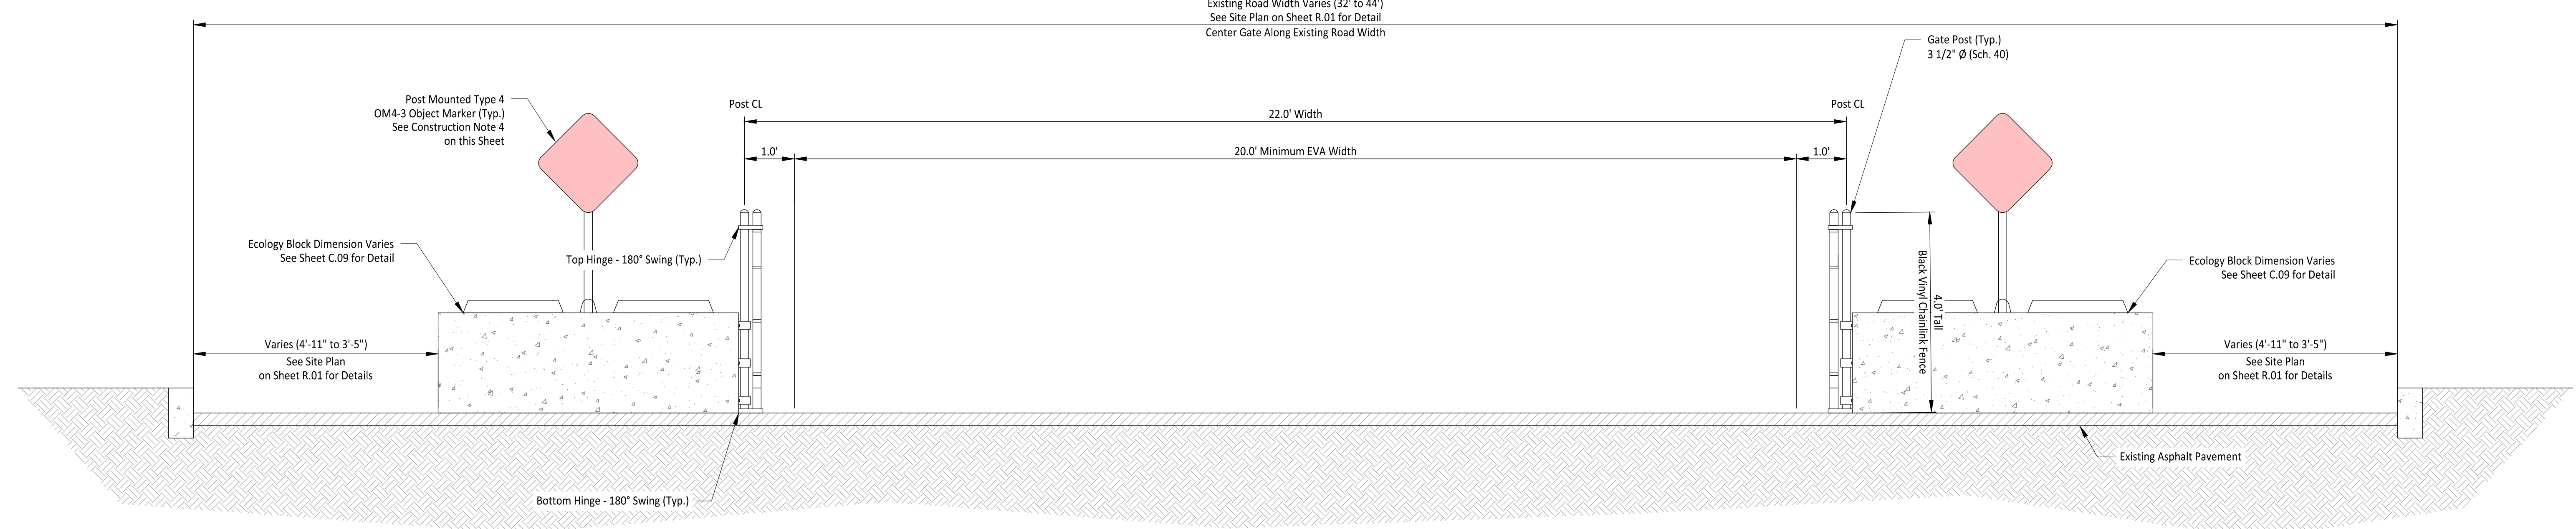 Existing Road Width Varies (32' to 44')
See Site Plan on Sheet R.01 for Detail
Center Gate Along Existing Road Width
Gate Post (Typ.)
3 1/2" Ø (Sch. 40)
Post Mounted Type 4
OM4-3 Object Marker (Typ.)
See Construction Note 4
on this Sheet
Post CL
22.0' Width
Post CL
1.0'
20.0' Minimum EVA Width
1.0'
Ecology Block Dimension Varies
See Sheet C.09 for Detail
Top Hinge - 180° Swing (Typ.)
4.0' Tall
Black Vinyl Chainlink Fence
Ecology Block Dimension Varies
See Sheet C.09 for Detail
Varies (4'-11" to 3'-5")
See Site Plan
on Sheet R.01 for Details
Varies (4'-11" to 3'-5")
See Site Plan
on Sheet R.01 for Details
Existing Asphalt Pavement
Bottom Hinge - 180° Swing (Typ.)